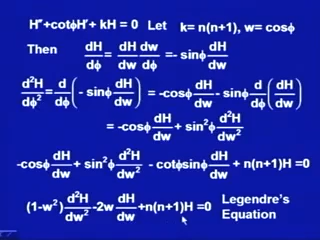 H″+cotϕH′+ kH = 0 Let k= n(n+1), w= cosϕ
Then dH/dϕ = dH/dw dw/dϕ =- sinϕ dH/dw
d²H/dϕ² = d/dϕ (- sinϕ dH/dw) = -cosϕ dH/dw - sinϕ d/dϕ (dH/dw)
= -cosϕ dH/dw + sin²ϕ d²H/dw²
-cosϕ dH/dw + sin²ϕ d²H/dw² - cotϕsinϕ dH/dw + n(n+1)H =0
(1-w²) d²H/dw² -2w dH/dw +n(n+1)H =0 Legendre's Equation